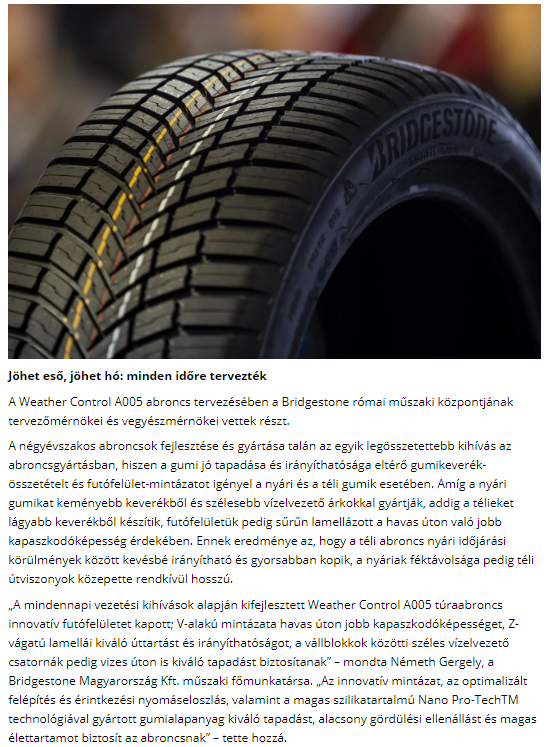 BRIDGESTONE
Jöhet eső, jöhet hó: minden időre tervezték
A Weather Control A005 abroncs tervezésében a Bridgestone római műszaki központjának
tervezőmérnökei és vegyészmérnökei vettek részt.
A négyévszakos abroncsok fejlesztése és gyártása talán az egyik legösszetettebb kihívás az
abroncsgyártásban, hiszen a gumi jó tapadása és irányíthatósága eltérő gumikeverék-
összetételt és futófelület-mintázatot igényel a nyári és a téli gumik esetében. Amíg a nyári
gumikat keményebb keverékből és szélesebb vízelvezető árkokkal gyártják, addig a télieket
lágyabb keverékből készítik, futófelületük pedig sűrűn lamellázott a havas úton való jobb
kapaszkodóképesség érdekében. Ennek eredménye az, hogy a téli abroncs nyári időjárási
körülmények között kevésbé irányítható és gyorsabban kopik, a nyáriak féktávolsága pedig téli
útviszonyok közepette rendkívül hosszú.
„A mindennapi vezetési kihívások alapján kifejlesztett Weather Control A005 túraabroncs
innovatív futófelületet kapott; V-alakú mintázata havas úton jobb kapaszkodóképességet, Z-
vágatú lamellái kiváló úttartást és irányíthatóságot, a vállblokkok közötti széles vízelvezető
csatornák pedig vizes úton is kiváló tapadást biztosítanak” – mondta Németh Gergely, a
Bridgestone Magyarország Kft. műszaki főmunkatársa. „Az innovatív mintázat, az optimalizált
felépítés és érintkezési nyomáseloszlás, valamint a magas szilikatartalmú Nano Pro-TechTM
technológiával gyártott gumialapanyag kiváló tapadást, alacsony gördülési ellenállást és magas
élettartamot biztosít az abroncsnak” – tette hozzá.